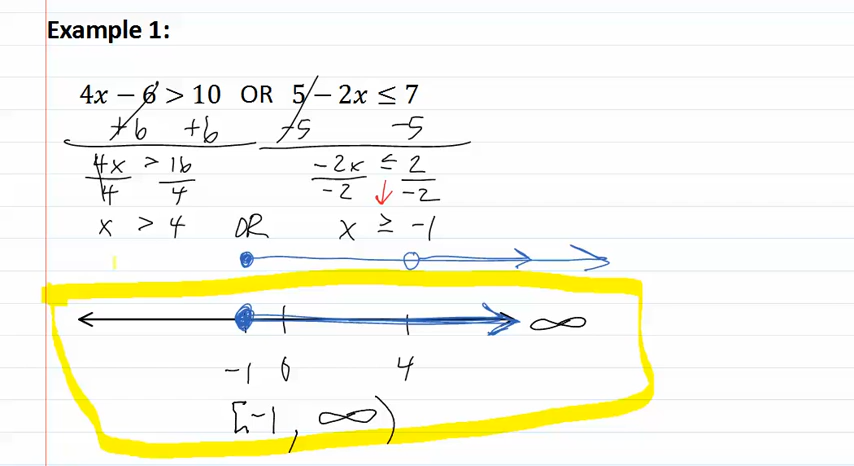 Example 1:
4x − 6 > 10 OR 5 − 2x ≤ 7
+6 +6 −5 −5
4x > 16 −2x ≤ 2
4 4 −2 −2
x > 4 OR x ≥ −1
∞
−1 0 4
[−1, ∞)